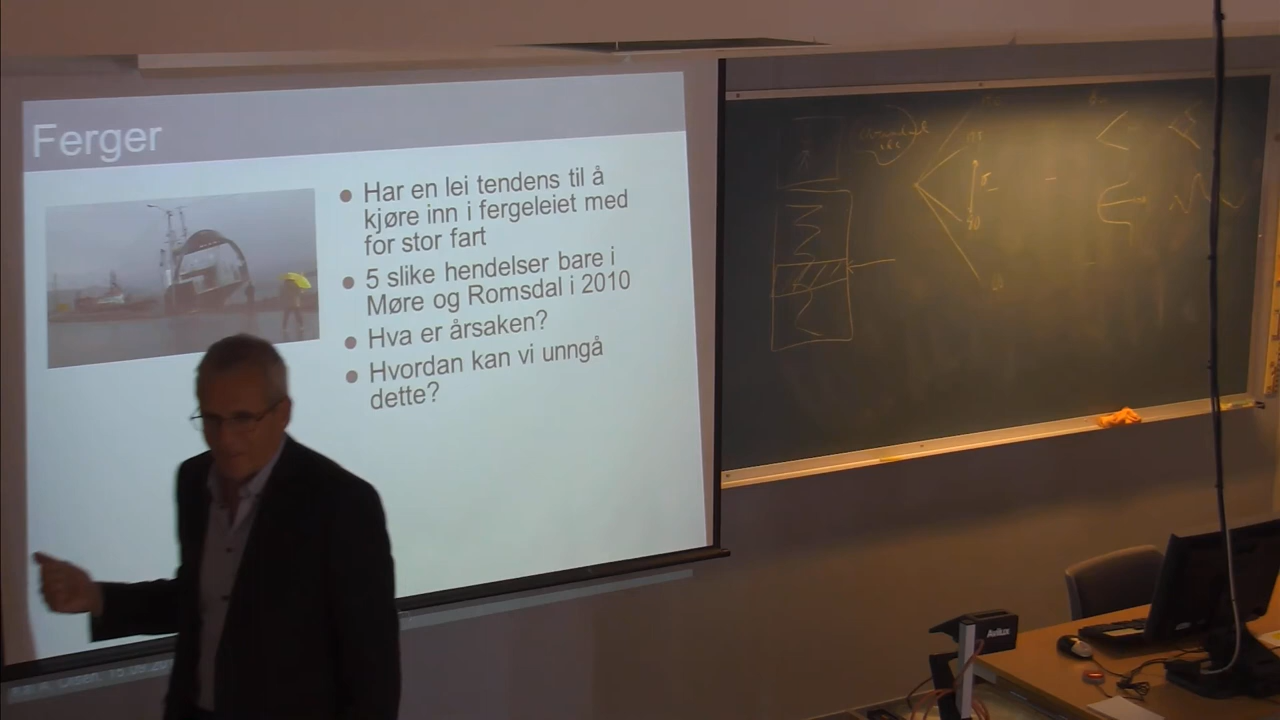 Ferger
Har en lei tendens til å
kjøre inn i fergeleiet med
for stor fart
5 slike hendelser bare i
Møre og Romsdal i 2010
Hva er årsaken?
Hvordan kan vi unngå
dette?